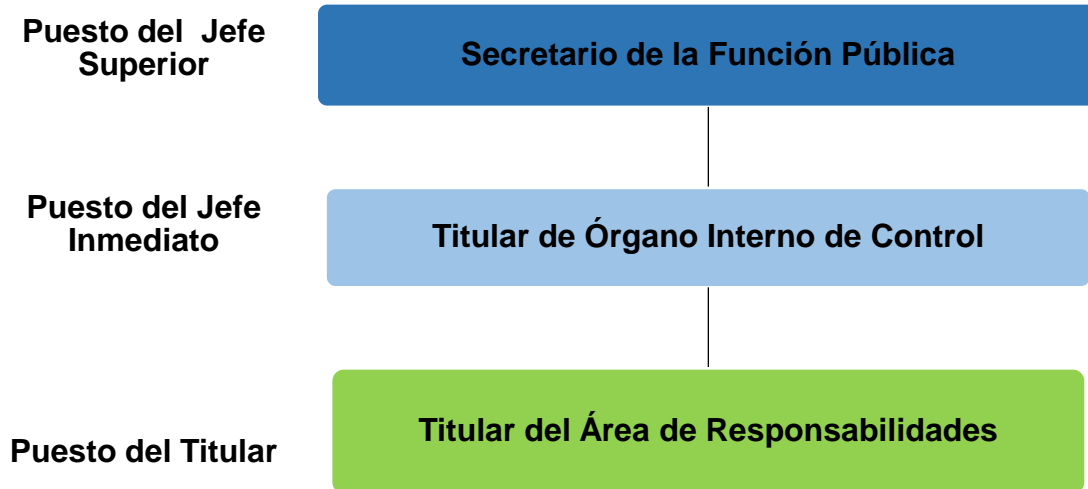 Puesto del Jefe
Superior
Secretario de la Función Pública
Puesto del Jefe
Inmediato
Titular de Órgano Interno de Control
Titular del Área de Responsabilidades
Puesto del Titular